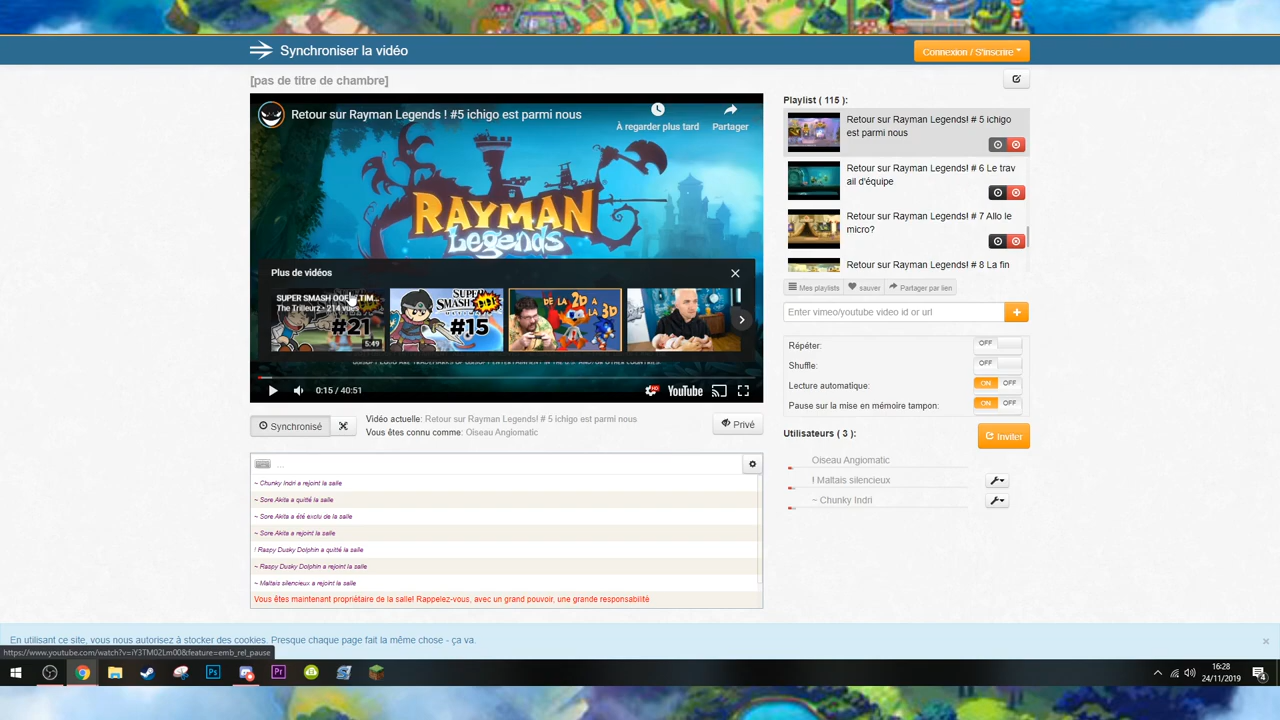 Synchroniser la vidéo
Connexion / S'inscrire
[pas de titre de chambre]
Retour sur Rayman Legends ! #5 ichigo est parmi nous
À regarder plus tard
Partager
RAYMAN
Legends
Plus de vidéos
The Trilleurz • 214 vues
#21
5:49
#15
DE LA 2D À
LA 3D
0:15 / 40:51
HD
YouTube
Playlist ( 115 ):
Retour sur Rayman Legends! # 5 ichigo
est parmi nous
Retour sur Rayman Legends! # 6 Le trav
ail d'équipe
Retour sur Rayman Legends! # 7 Allo le
micro?
Retour sur Rayman Legends! # 8 La fin
Mes playlists
sauver
Partager par lien
Enter vimeo/youtube video id or url
+
Répéter:
OFF
Shuffle:
OFF
Lecture automatique:
ON OFF
Pause sur la mise en mémoire tampon:
ON OFF
Synchronisé
Vidéo actuelle: Retour sur Rayman Legends! # 5 ichigo est parmi nous
Vous êtes connu comme: Oiseau Angiomatic
Privé
Utilisateurs ( 3 ):
Inviter
Oiseau Angiomatic
! Maltais silencieux
~ Chunky Indri
...
~ Chunky Indri a rejoint la salle
~ Sore Akita a quitté la salle
~ Sore Akita a été exclu de la salle
~ Sore Akita a rejoint la salle
! Raspy Dusky Dolphin a quitté la salle
~ Raspy Dusky Dolphin a rejoint la salle
~ Maltais silencieux a rejoint la salle
Vous êtes maintenant propriétaire de la salle! Rappelez-vous, avec un grand pouvoir, une grande responsabilité
En utilisant ce site, vous nous autorisez à stocker des cookies. Presque chaque page fait la même chose - ça va.
×
https://www.youtube.com/watch?v=iY3TM02Lm00&feature=emb_rel_pause
Ps
Pr
16:28
24/11/2019
4